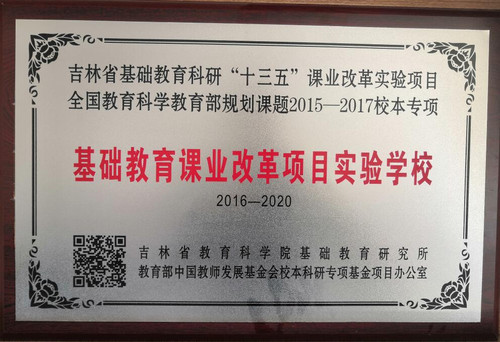 吉林省基础教育科研“十三五”课业改革实验项目
全国教育科学教育部规划课题2015—2017校本专项
基础教育课业改革项目实验学校
2016—2020
吉林省教育科学院基础教育研究所
教育部中国教师发展基金会校本科研专项基金项目办公室